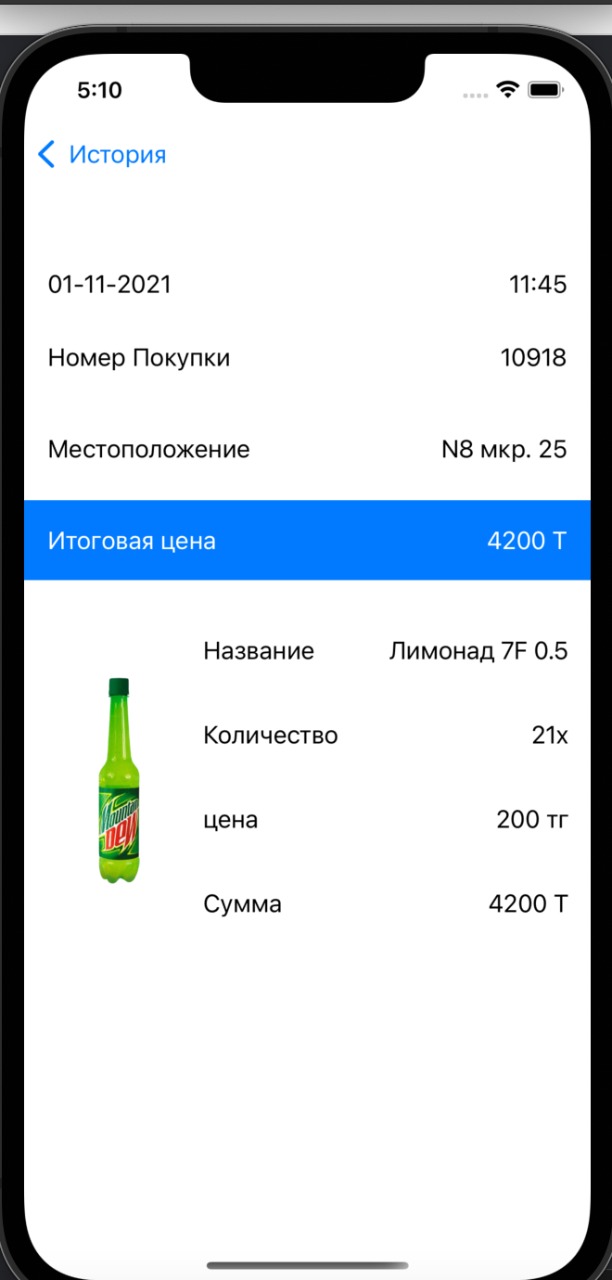 5:10
История
01-11-2021 11:45
Номер Покупки 10918
Местоположение N8 мкр. 25
Итоговая цена 4200 T
Название Лимонад 7F 0.5
Количество 21x
Mountain
Dew
цена 200 тг
Сумма 4200 T